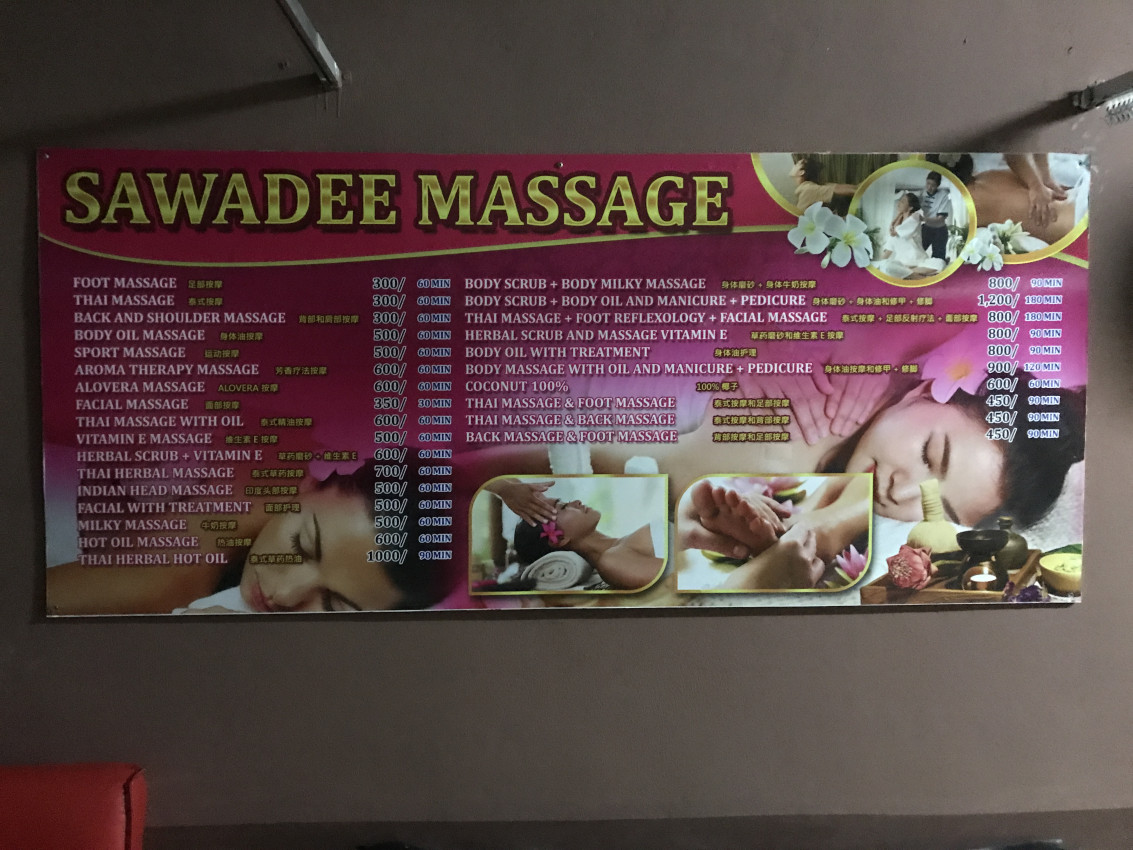 SAWADEE MASSAGE
FOOT MASSAGE 足部按摩 300/ 60 MIN
THAI MASSAGE 泰式按摩 300/ 60 MIN
BACK AND SHOULDER MASSAGE 背部和肩部按摩 300/ 60 MIN
BODY OIL MASSAGE 身体油按摩 500/ 60 MIN
SPORT MASSAGE 运动按摩 500/ 60 MIN
AROMA THERAPY MASSAGE 芳香疗法按摩 600/ 60 MIN
ALOVERA MASSAGE ALOVERA 按摩 600/ 60 MIN
FACIAL MASSAGE 面部按摩 350/ 30 MIN
THAI MASSAGE WITH OIL 泰式精油按摩 600/ 60 MIN
VITAMIN E MASSAGE 维生素 E 按摩 500/ 60 MIN
HERBAL SCRUB + VITAMIN E 草药磨砂 + 维生素 E 600/ 60 MIN
THAI HERBAL MASSAGE 泰式草药按摩 700/ 60 MIN
INDIAN HEAD MASSAGE 印度头部按摩 500/ 60 MIN
FACIAL WITH TREATMENT 面部护理 500/ 60 MIN
MILKY MASSAGE 牛奶按摩 500/ 60 MIN
HOT OIL MASSAGE 热油按摩 600/ 60 MIN
THAI HERBAL HOT OIL 泰式草药热油 1000/ 90 MIN
BODY SCRUB + BODY MILKY MASSAGE 身体磨砂 + 身体牛奶按摩 800/ 90 MIN
BODY SCRUB + BODY OIL AND MANICURE + PEDICURE 身体磨砂 + 身体油和修甲 + 修脚 1,200/ 180 MIN
THAI MASSAGE + FOOT REFLEXOLOGY + FACIAL MASSAGE 泰式按摩 + 足部反射疗法 + 面部按摩 800/ 180 MIN
HERBAL SCRUB AND MASSAGE VITAMIN E 草药磨砂和维生素 E 按摩 800/ 90 MIN
BODY OIL WITH TREATMENT 身体油护理 800/ 90 MIN
BODY MASSAGE WITH OIL AND MANICURE + PEDICURE 身体油按摩和修甲 + 修脚 900/ 120 MIN
COCONUT 100% 100% 椰子 600/ 60 MIN
THAI MASSAGE & FOOT MASSAGE 泰式按摩和足部按摩 450/ 90 MIN
THAI MASSAGE & BACK MASSAGE 泰式按摩和背部按摩 450/ 90 MIN
BACK MASSAGE & FOOT MASSAGE 背部按摩和足部按摩 450/ 90 MIN